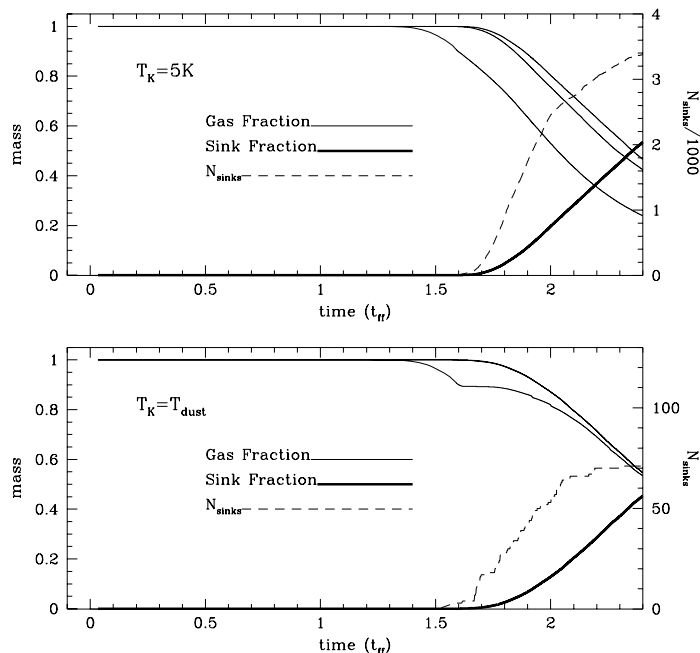 1
0.8
0.6
0.4
0.2
0
mass
T_K=5K
Gas Fraction
Sink Fraction
N_sinks
4
3
2
1
0
N_sinks/1000
0
0.5
1
1.5
2
time (t_ff)
1
0.8
0.6
0.4
0.2
0
mass
T_K=T_dust
Gas Fraction
Sink Fraction
N_sinks
100
50
0
N_sinks
0
0.5
1
1.5
2
time (t_ff)